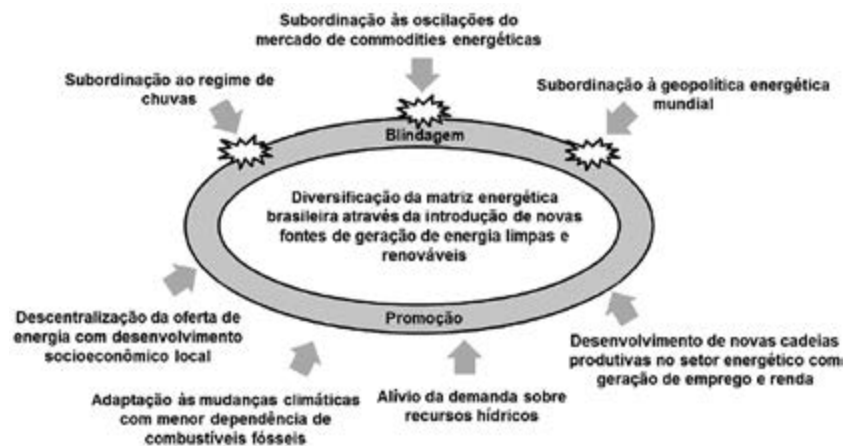 Subordinação às oscilações do
mercado de commodities energéticas
Subordinação ao regime de
chuvas
Subordinação à geopolítica energética
mundial
Blindagem
Diversificação da matriz energética
brasileira através da introdução de novas
fontes de geração de energia limpas e
renováveis
Promoção
Descentralização da oferta de
energia com desenvolvimento
socioeconômico local
Adaptação às mudanças climáticas
com menor dependência de
combustíveis fósseis
Alívio da demanda sobre
recursos hídricos
Desenvolvimento de novas cadeias
produtivas no setor energético com
geração de emprego e renda